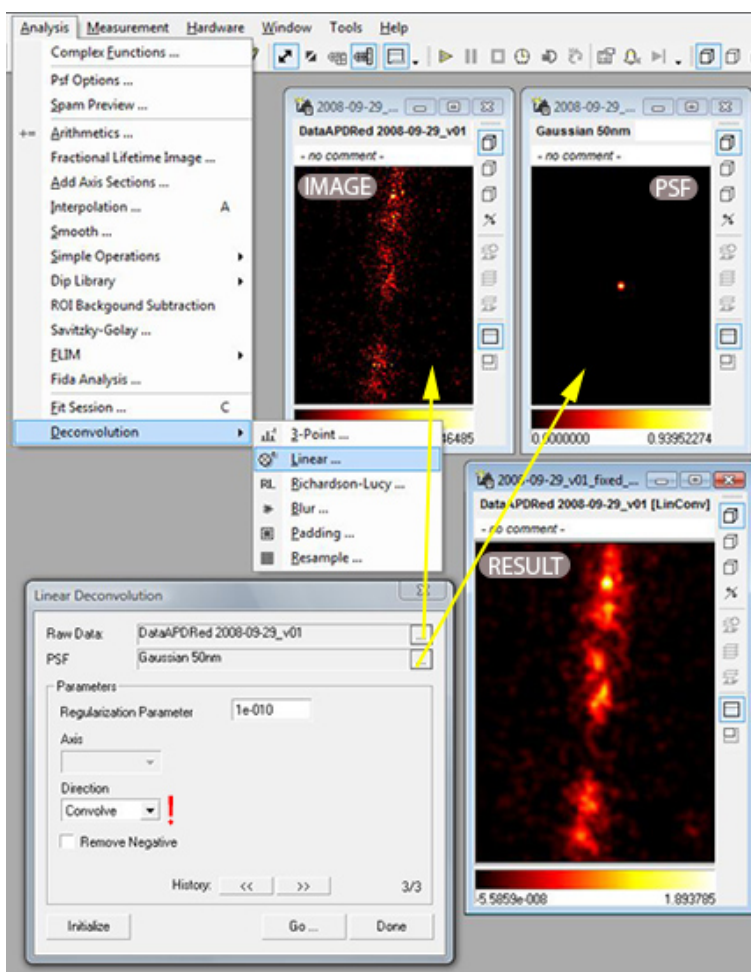 Analysis Measurement Hardware Window Tools Help
Complex Functions ...
Psf Options ...
Spam Preview ...
+= Arithmetics ...
Fractional Lifetime Image ...
Add Axis Sections ...
Interpolation ... A
Smooth ...
Simple Operations
Dip Library
ROI Backgound Subtraction
Savitzky-Golay ...
FLIM
Fida Analysis ...
Fit Session ... C
Deconvolution
3-Point ...
Linear ...
RL Richardson-Lucy ...
Blur ...
Padding ...
Resample ...
2008-09-29_...
DataAPDRed 2008-09-29_v01
- no comment -
IMAGE
46485
2008-09-29_...
Gaussian 50nm
- no comment -
PSF
0.0000000 0.93952274
2008-09-29_v01_fixed_...
DataAPDRed 2008-09-29_v01 [LinConv]
- no comment -
RESULT
-5.5859e-008 1.893785
Linear Deconvolution
Raw Data: DataAPDRed 2008-09-29_v01 ...
PSF Gaussian 50nm ...
Parameters
Regularization Parameter 1e-010
Axis
Direction
Convolve !
Remove Negative
History: << >> 3/3
Initialize Go ... Done